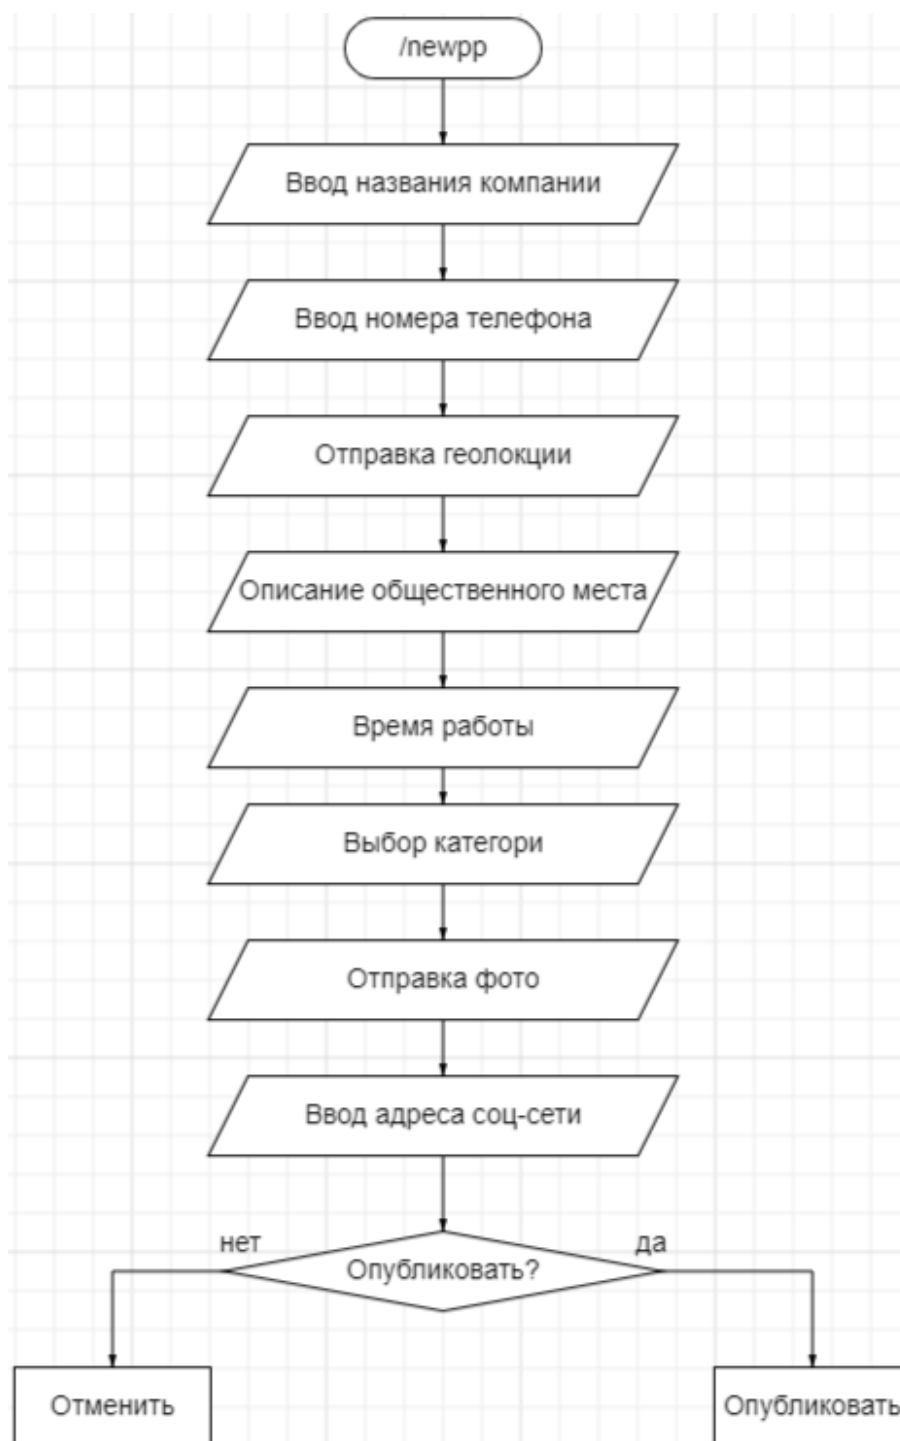 /newpp
Ввод названия компании
Ввод номера телефона
Отправка геолокции
Описание общественного места
Время работы
Выбор категори
Отправка фото
Ввод адреса соц-сети
нет
да
Опубликовать?
Отменить
Опубликовать